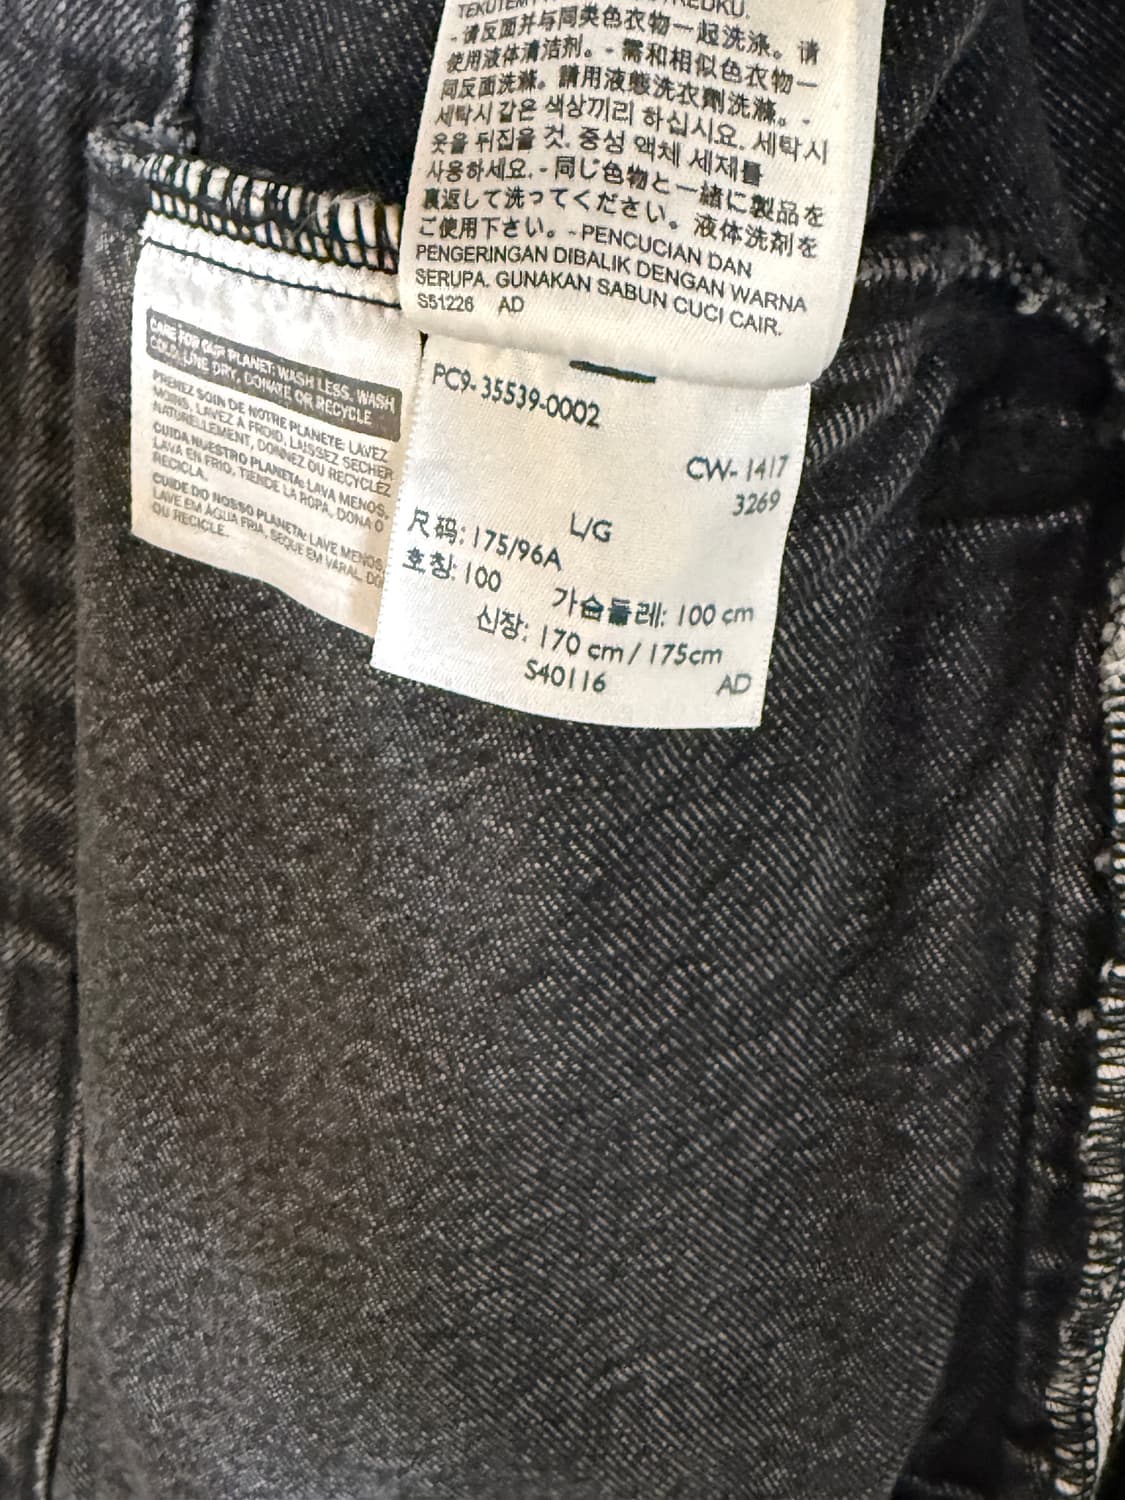 TEKUTÉM
REDKU.
- 请反面并与同类色衣物一起洗涤。请
使用液体清洁剂。- 需和相似色衣物一
同反面洗滌。請用液態洗衣劑洗滌。-
세탁시 같은 색상끼리 하십시요. 세탁시
옷을 뒤집을 것. 중성 액체 세제를
사용하세요. - 同じ色物と一緒に製品を
裏返して洗ってください。液体洗剤を
ご使用下さい。- PENCUCIAN DAN
PENGERINGAN DIBALIK DENGAN WARNA
SERUPA. GUNAKAN SABUN CUCI CAIR.
S51226 AD
CARE FOR OUR PLANET: WASH LESS, WASH
COLD, LINE DRY, DONATE OR RECYCLE.
PRENEZ SOIN DE NOTRE PLANETE: LAVEZ
MOINS, LAVEZ À FROID, LAISSEZ SÉCHER
NATURELLEMENT, DONNEZ OU RECYCLEZ
CUIDA NUESTRO PLANETA: LAVA MENOS,
LAVA EN FRIO, TIENDE LA ROPA, DONA O
RECICLA.
CUIDE DO NOSSO PLANETA: LAVE MENOS,
LAVE EM ÁGUA FRIA, SEQUE EM VARAL, DO
OU RECICLE.
PC9-35539-0002
CW-1417
3269
L/G
尺码: 175/96A
호칭: 100
가슴둘레: 100 cm
신장: 170 cm / 175cm
S40116 AD